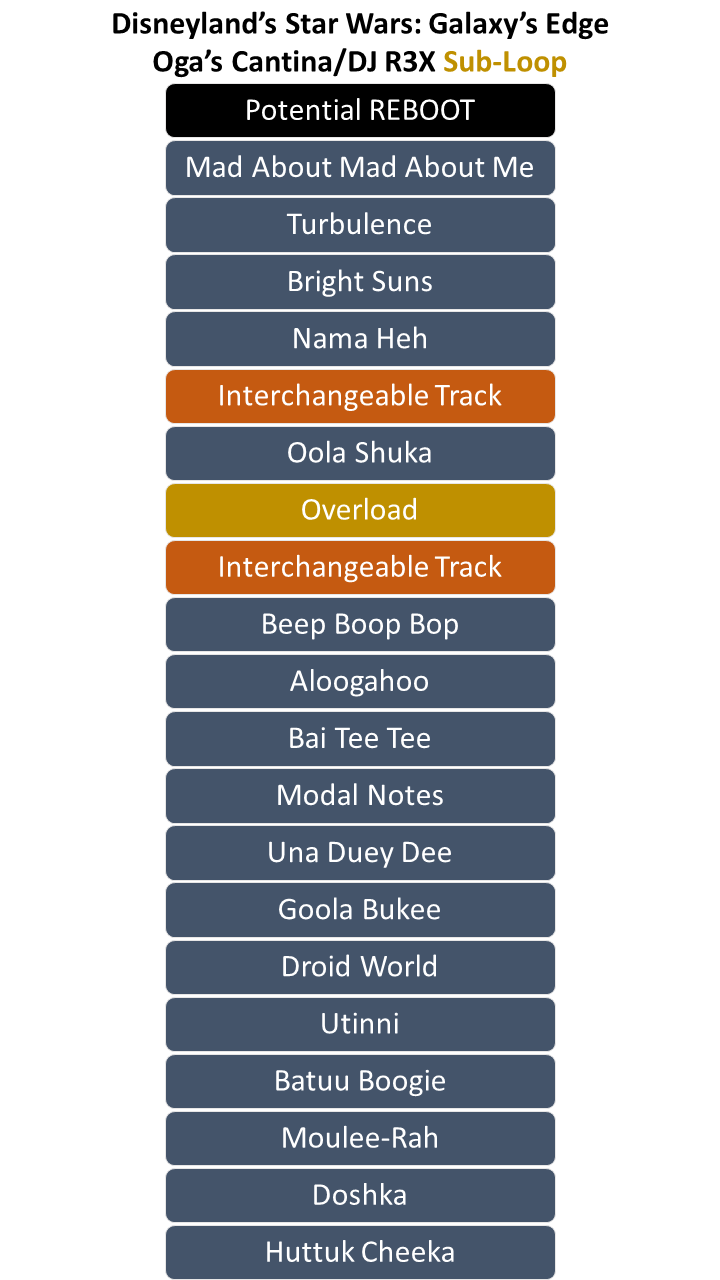 Disneyland’s Star Wars: Galaxy’s Edge
Oga’s Cantina/DJ R3X Sub-Loop
Potential REBOOT
Mad About Mad About Me
Turbulence
Bright Suns
Nama Heh
Interchangeable Track
Oola Shuka
Overload
Interchangeable Track
Beep Boop Bop
Aloogahoo
Bai Tee Tee
Modal Notes
Una Duey Dee
Goola Bukee
Droid World
Utinni
Batuu Boogie
Moulee-Rah
Doshka
Huttuk Cheeka